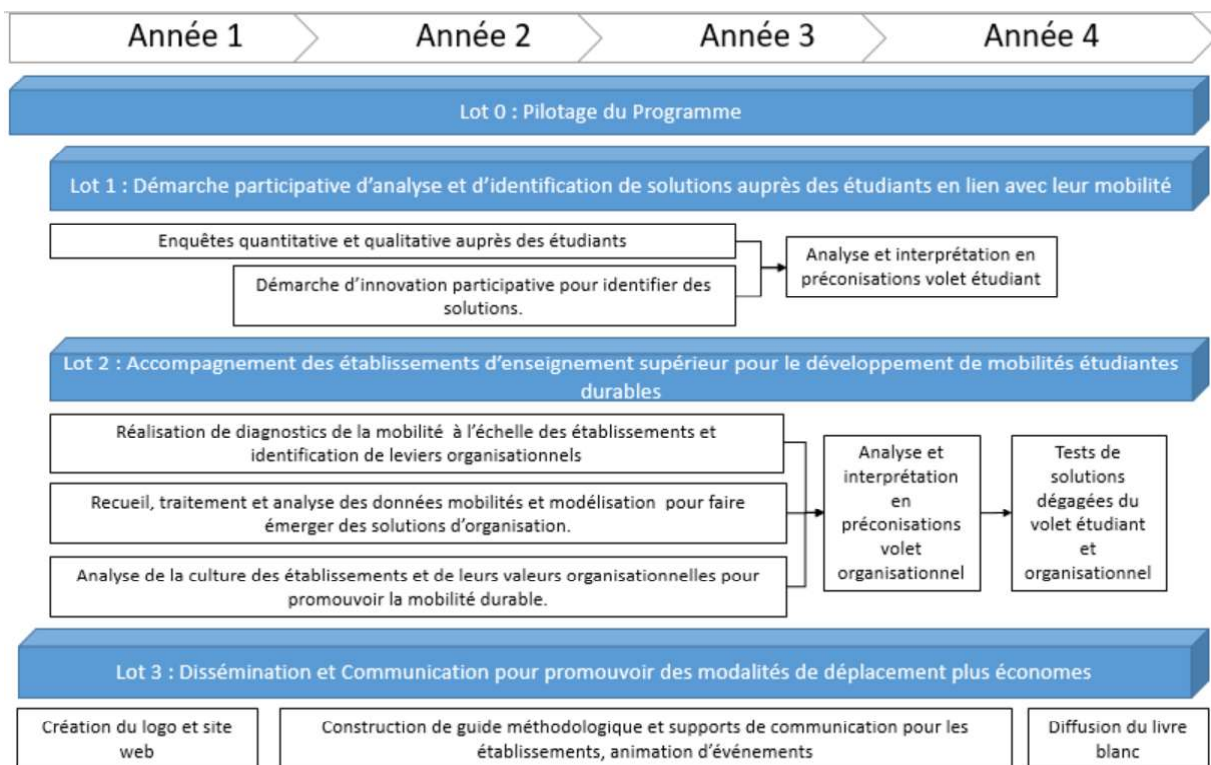 Année 1
Année 2
Année 3
Année 4
Lot 0 : Pilotage du Programme
Lot 1 : Démarche participative d'analyse et d'identification de solutions auprès des étudiants en lien avec leur mobilité
Enquêtes quantitative et qualitative auprès des étudiants
Démarche d'innovation participative pour identifier des
solutions.
Analyse et interprétation en
préconisations volet étudiant
Lot 2 : Accompagnement des établissements d'enseignement supérieur pour le développement de mobilités étudiantes
durables
Réalisation de diagnostics de la mobilité à l'échelle des établissements et
identification de leviers organisationnels
Recueil, traitement et analyse des données mobilités et modélisation pour faire
émerger des solutions d'organisation.
Analyse de la culture des établissements et de leurs valeurs organisationnelles pour
promouvoir la mobilité durable.
Analyse et
interprétation
en
préconisations
volet
organisationnel
Tests de
solutions
dégagées du
volet étudiant
et
organisationnel
Lot 3 : Dissémination et Communication pour promouvoir des modalités de déplacement plus économes
Création du logo et site
web
Construction de guide méthodologique et supports de communication pour les
établissements, animation d'événements
Diffusion du livre
blanc